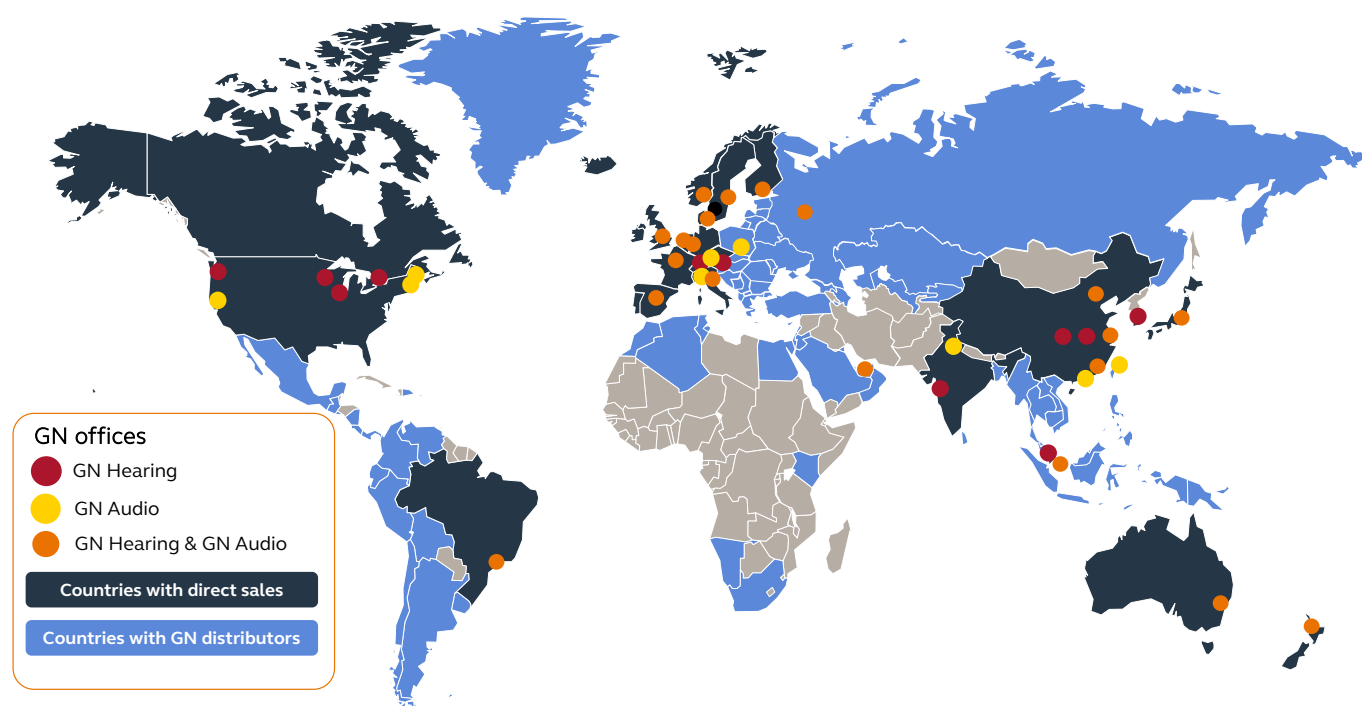 GN offices
GN Hearing
GN Audio
GN Hearing & GN Audio
Countries with direct sales
Countries with GN distributors